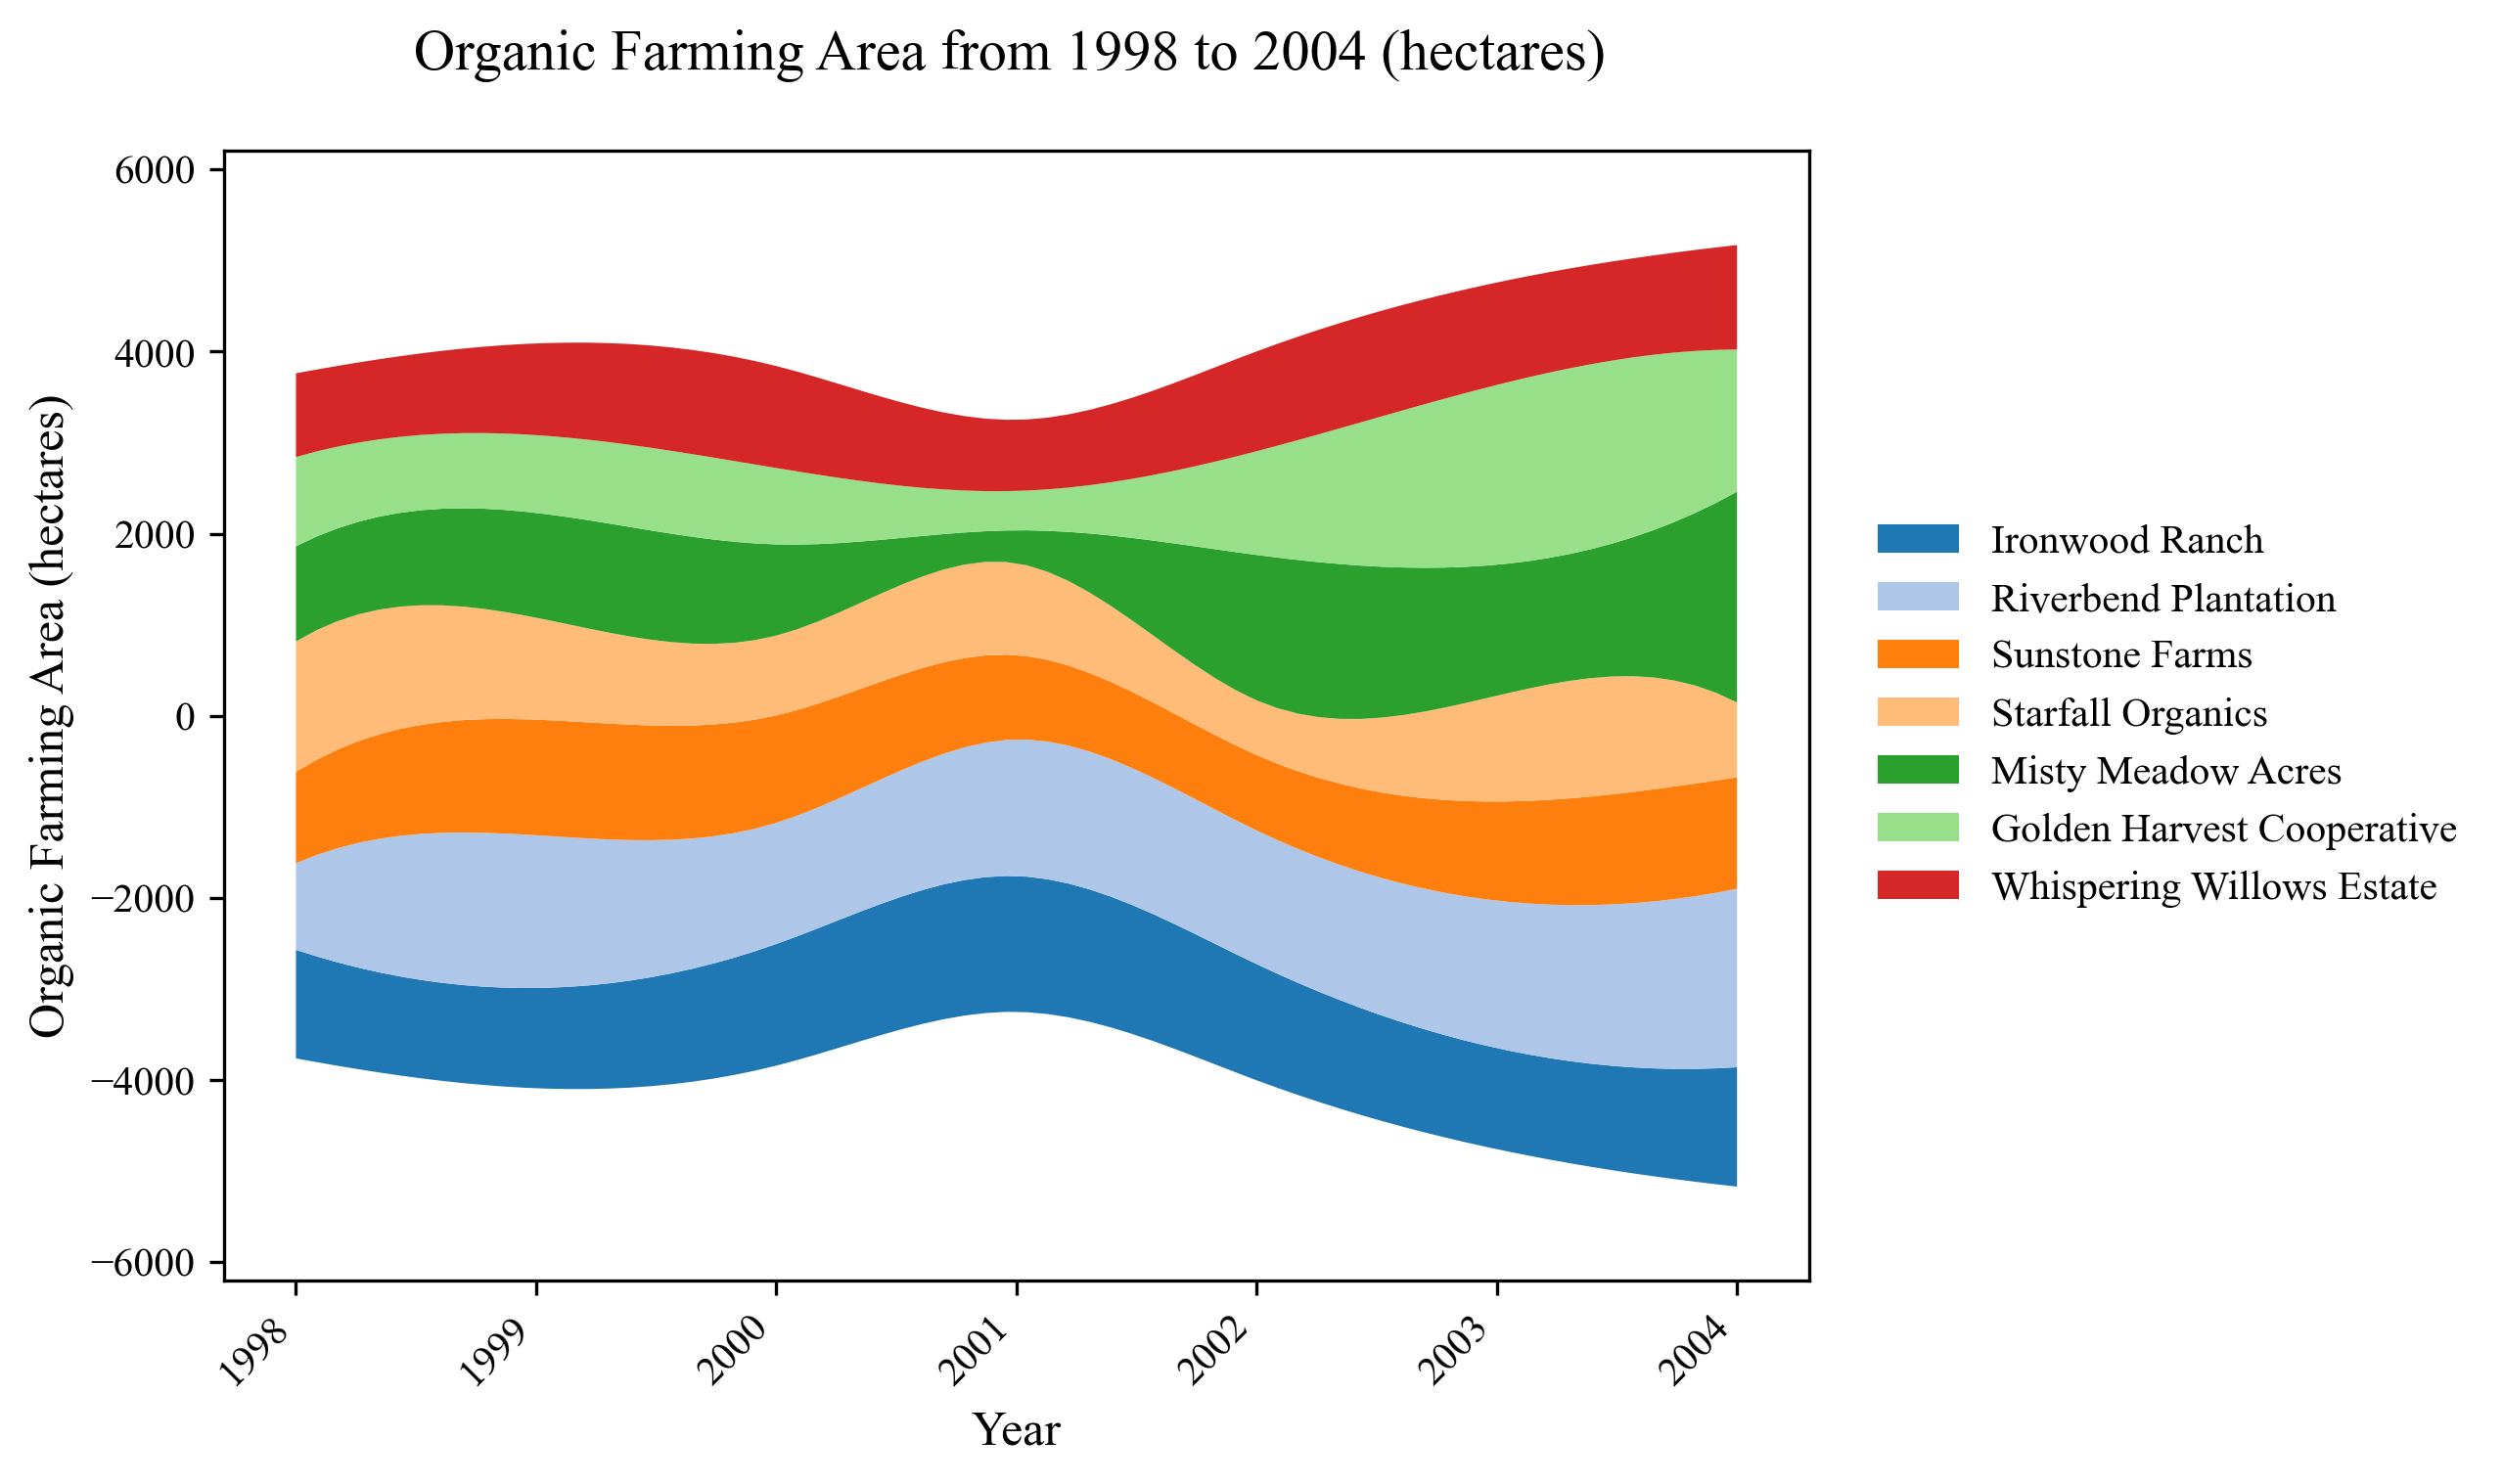 Organic Farming Area from 1998 to 2004 (hectares)
Organic Farming Area (hectares)
6000
4000
2000
0
−2000
−4000
−6000
1998
1999
2000
2001
2002
2003
2004
Year
Ironwood Ranch
Riverbend Plantation
Sunstone Farms
Starfall Organics
Misty Meadow Acres
Golden Harvest Cooperative
Whispering Willows Estate